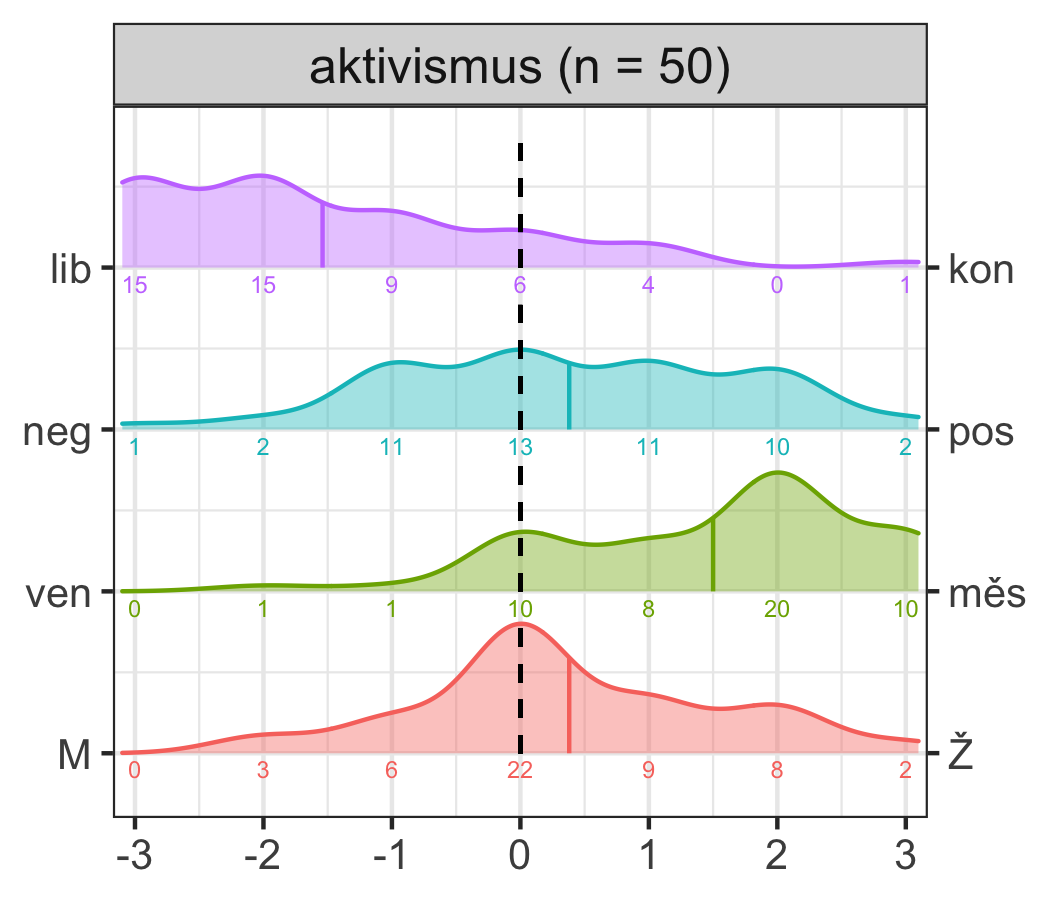 aktivismus (n = 50)
lib kon
15 15 9 6 4 0 1
neg pos
1 2 11 13 11 10 2
ven měs
0 1 1 10 8 20 10
M Ž
0 3 6 22 9 8 2
-3 -2 -1 0 1 2 3